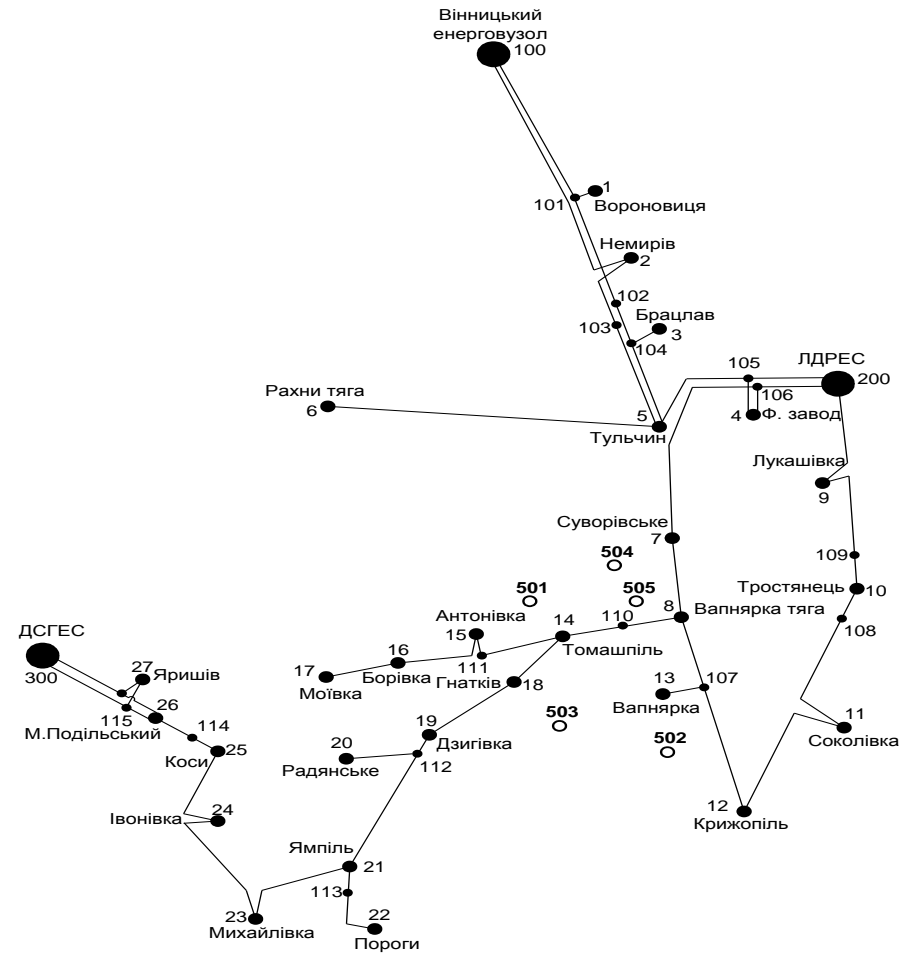 Вінницький
енерговузол
100
1
101
Вороновиця
Немирів
2
102
Брацлав
103
3
104
105
ЛДРЕС
200
106
Рахни тяга
6
5
4
Ф. завод
Тульчин
Лукашівка
9
Суворівське
7
504
109
501
505
Тростянець
10
Антонівка
14
110
8
Вапнярка тяга
108
ДСГЕС
15
Томашпіль
27
Яришів
16
111
300
17
Борівка
Гнатків
18
13
107
Моївка
26
Вапнярка
115
503
11
М.Подільський
114
19
Дзигівка
Соколівка
25
20
502
Коси
Радянське
112
24
12
Івонівка
Крижопіль
Ямпіль
21
113
23
22
Михайлівка
Пороги